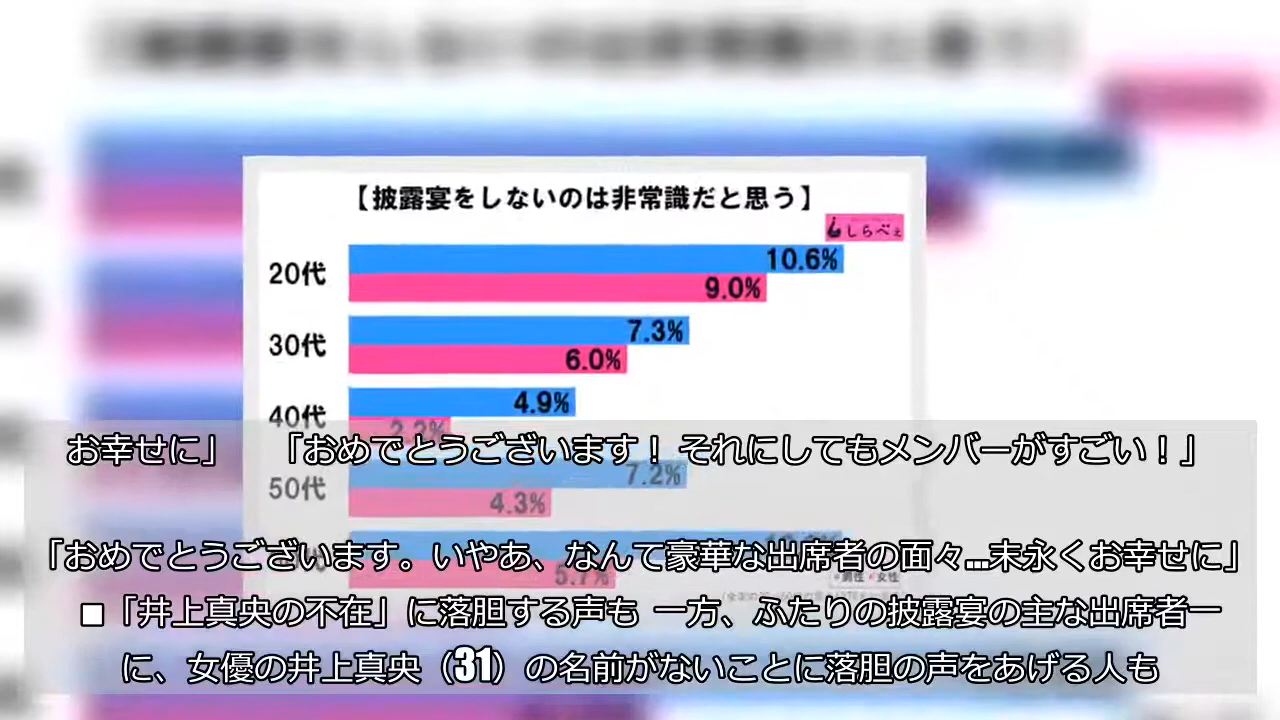 【披露宴をしないのは非常識だと思う】
しらべぇ
20代
10.6%
9.0%
30代
7.3%
6.0%
40代
4.9%
2.2%
50代
7.2%
4.3%
5.7%
男性 女性
お幸せに」 「おめでとうございます! それにしてもメンバーがすごい!」
「おめでとうございます。いやあ、なんて豪華な出席者の面々...末永くお幸せに」
■「井上真央の不在」に落胆する声も 一方、ふたりの披露宴の主な出席者一
に、女優の井上真央(31)の名前がないことに落胆の声をあげる人も